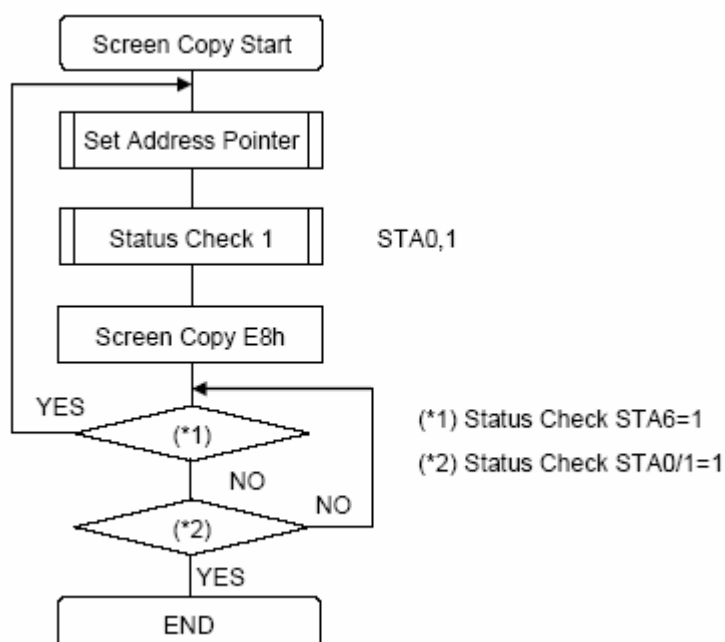 Screen Copy Start
Set Address Pointer
Status Check 1
STA0,1
Screen Copy E8h
YES
(*1)
(*1) Status Check STA6=1
NO
(*2) Status Check STA0/1=1
NO
(*2)
YES
END